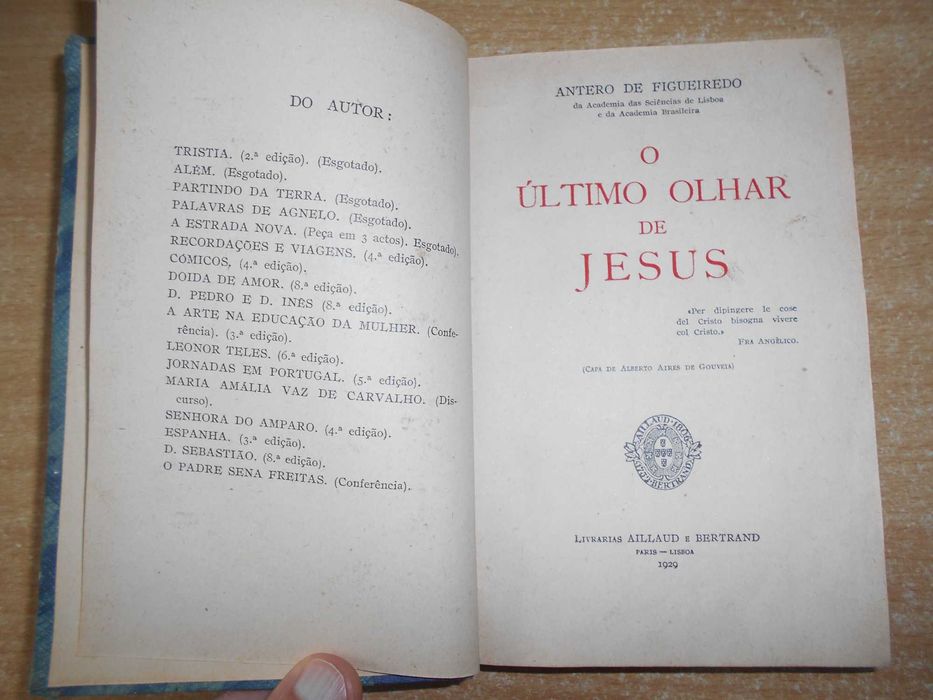 DO AUTOR:
TRISTIA. (2.ª edição). (Esgotado).
ALÉM. (Esgotado).
PARTINDO DA TERRA. (Esgotado).
PALAVRAS DE AGNELO. (Esgotado).
A ESTRADA NOVA. (Peça em 3 actos). Esgotado).
RECORDAÇÕES E VIAGENS. (4.ª edição).
CÓMICOS, (4.ª edição).
DOIDA DE AMOR. (8.ª edição).
D. PEDRO E D. INÊS (8.ª edição).
A ARTE NA EDUCAÇÃO DA MULHER. (Confe-
rência). (3.ª edição).
LEONOR TELES. (6.ª edição).
JORNADAS EM PORTUGAL. (5.ª edição).
MARIA AMÁLIA VAZ DE CARVALHO. (Dis-
curso).
SENHORA DO AMPARO. (4.ª edição).
ESPANHA. (3.ª edição).
D. SEBASTIÃO. (8.ª edição).
O PADRE SENA FREITAS. (Conferência).
ANTERO DE FIGUEIREDO
da Academia das Sciências de Lisboa
e da Academia Brasileira
O
ÚLTIMO OLHAR
DE
JESUS
«Per dipingere le cose
del Cristo bisogna vivere
col Cristo.»
FRA ANGÈLICO.
(CAPA DE ALBERTO AIRES DE GOUVEIA)
AILLAUD
BERTRAND
LIVRARIAS AILLAUD E BERTRAND
PARIS — LISBOA
1929